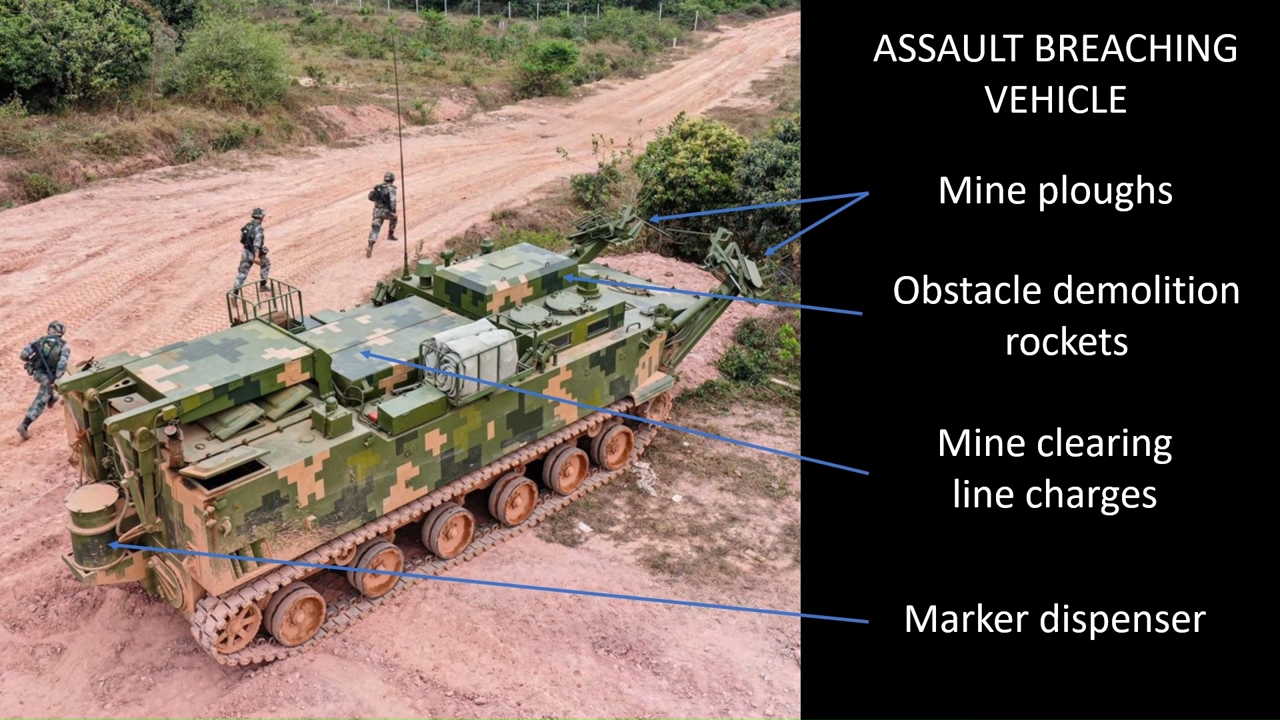 ASSAULT BREACHING
VEHICLE
Mine ploughs
Obstacle demolition
rockets
Mine clearing
line charges
Marker dispenser